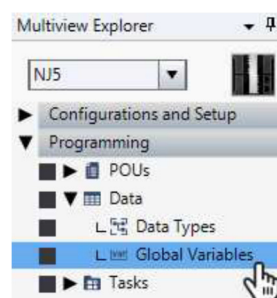 Multiview Explorer
NJ5
Configurations and Setup
Programming
POUs
Data
Data Types
Global Variables
Tasks